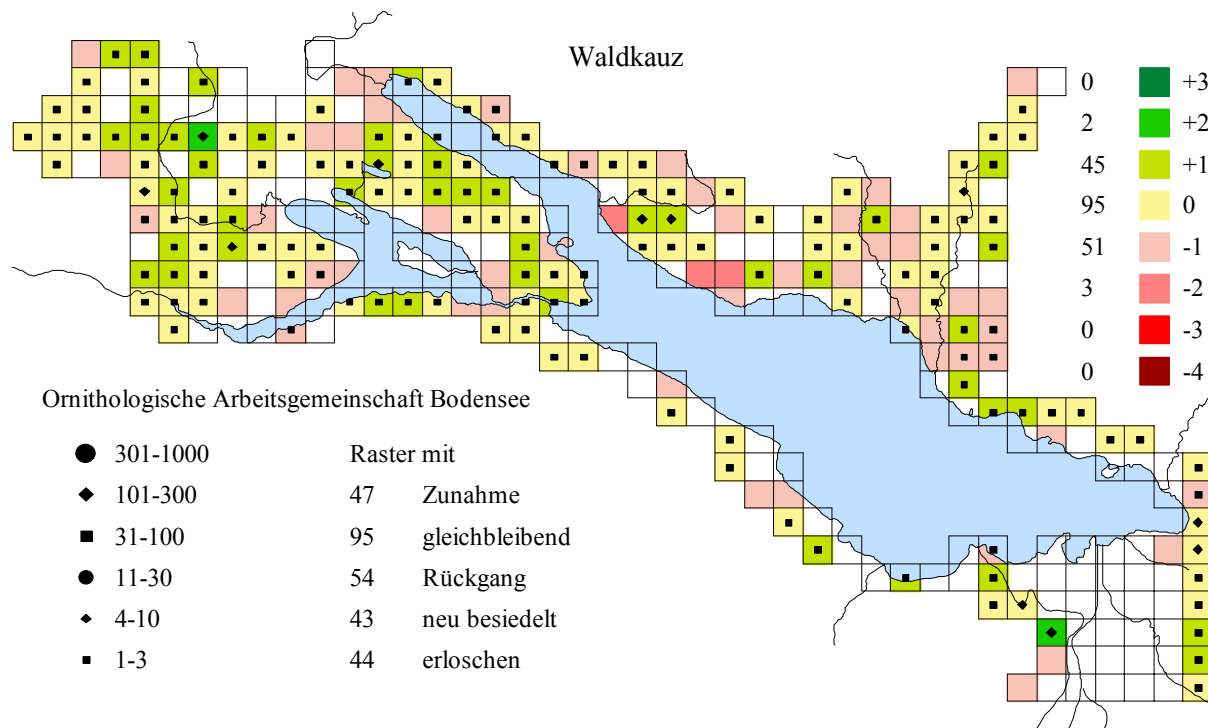 Waldkauz
0 +3
2 +2
45 +1
95 0
51 -1
3 -2
0 -3
0 -4
Ornithologische Arbeitsgemeinschaft Bodensee
301-1000 Raster mit
101-300 47 Zunahme
31-100 95 gleichbleibend
11-30 54 Rückgang
4-10 43 neu besiedelt
1-3 44 erloschen